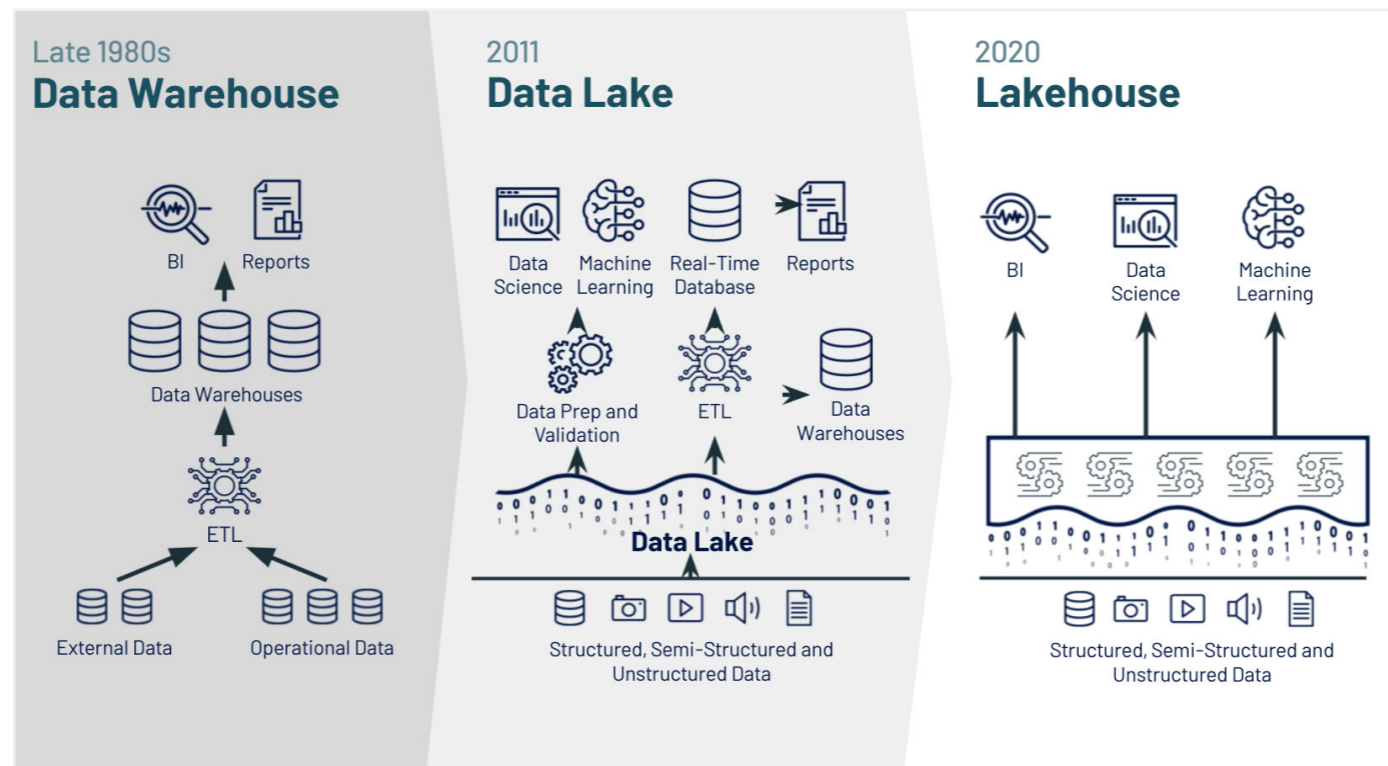 Late 1980s
Data Warehouse
BI
Reports
Data Warehouses
ETL
External Data
Operational Data
2011
Data Lake
Data
Science
Machine
Learning
Real-Time
Database
Reports
Data Prep and
Validation
ETL
Data
Warehouses
Data Lake
Structured, Semi-Structured and
Unstructured Data
2020
Lakehouse
BI
Data
Science
Machine
Learning
Structured, Semi-Structured and
Unstructured Data